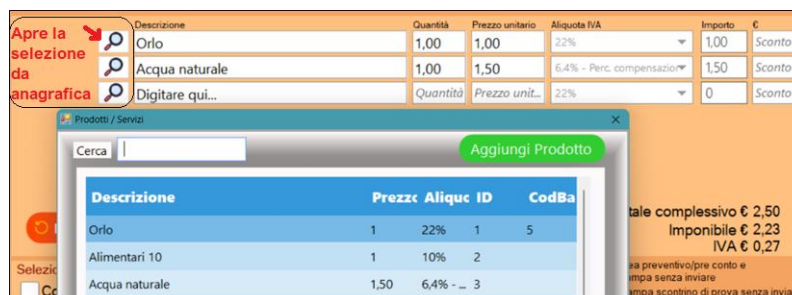 Apre la selezione da anagrafica
Descrizione Quantità Prezzo unitario Aliquota IVA Importo €
Orlo 1,00 1,00 22% 1,00 Sconto
Acqua naturale 1,00 1,50 6,4% - Perc. compensazion 1,50 Sconto
Digitare qui... Quantità Prezzo unit... 22% 0 Sconto
Prodotti / Servizi
Cerca Aggiungi Prodotto
Descrizione Prezzo Aliquo ID CodBa
Orlo 1 22% 1 5
Alimentari 10 1 10% 2
Acqua naturale 1,50 6,4% - ... 3
tale complessivo € 2,50
Imponibile € 2,23
IVA € 0,27
Selezio
Co
ea preventivo/pre conto e
mpa senza inviare
ampa scontrino di prova senza invia